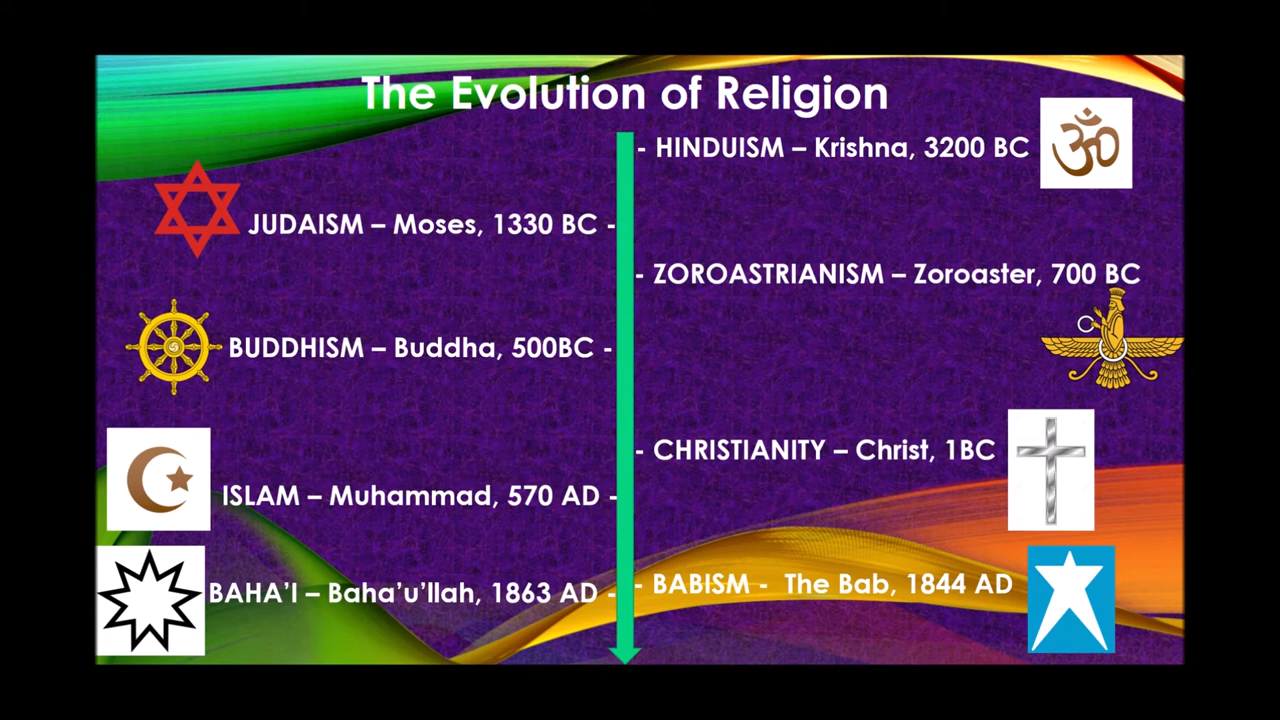 The Evolution of Religion
- HINDUISM – Krishna, 3200 BC
JUDAISM – Moses, 1330 BC -
- ZOROASTRIANISM – Zoroaster, 700 BC
BUDDHISM – Buddha, 500BC -
- CHRISTIANITY – Christ, 1BC
ISLAM – Muhammad, 570 AD -
- BABISM - The Bab, 1844 AD
BAHA’I – Baha’u’llah, 1863 AD -